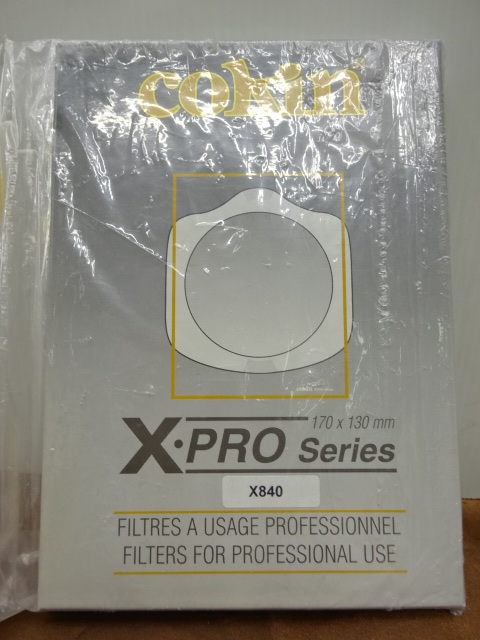 cokin
170 x 130 mm
X·PRO Series
X840
FILTRES A USAGE PROFESSIONNEL
FILTERS FOR PROFESSIONAL USE